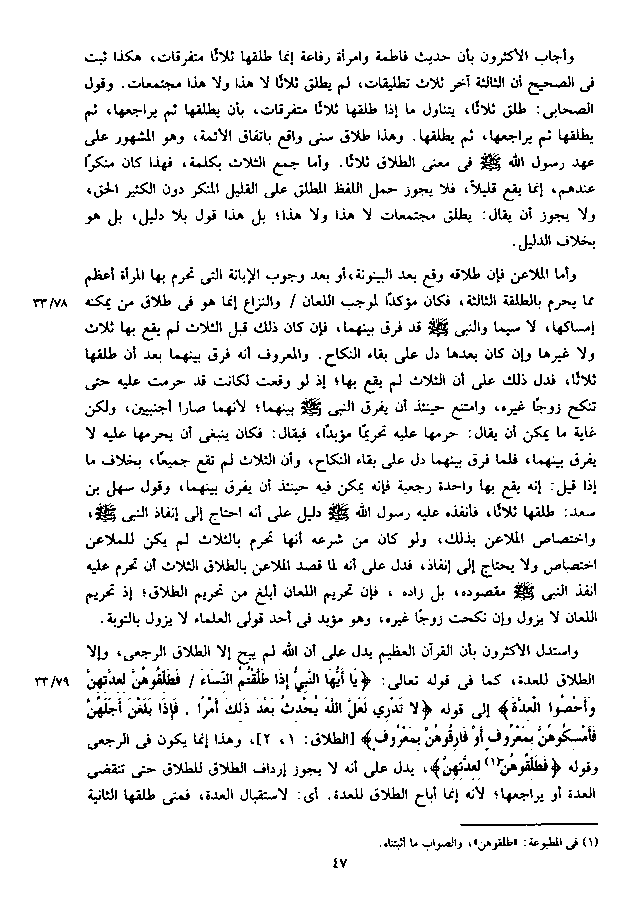 وأجاب الأكثرون بأن حديث فاطمة وامرأة رفاعة إنما طلقها ثلاثًا متفرقات، هكذا ثبت
فى الصحيح أن الثالثة آخر ثلاث تطليقات، لم يطلق ثلاثًا لا هذا ولا هذا مجتمعات. وقول
الصحابى: طلق ثلاثًا، يتناول ما إذا طلقها ثلاثًا متفرقات، بأن يطلقها ثم يراجعها، ثم
يطلقها ثم يراجعها، ثم يطلقها. وهذا طلاق سنى واقع باتفاق الأئمة، وهو المشهور على
عهد رسول الله ﷺ فى معنى الطلاق ثلاثًا. وأما جمع الثلاث بكلمة، فهذا كان منكرًا
عندهم، إنما يقع قليلاً، فلا يجوز حمل اللفظ المطلق على القليل المنكر دون الكثير الحق،
ولا يجوز أن يقال: يطلق مجتمعات لا هذا ولا هذا؛ بل هذا قول بلا دليل، بل هو
بخلاف الدليل.
وأما الملاعن فإن طلاقه وقع بعد البينونة،أو بعد وجوب الإبانة التى تحرم بها المرأة أعظم
مما يحرم بالطلقة الثالثة، فكان مؤكدًا لموجب اللعان / والنزاع إنما هو فى طلاق من يمكنه ٣٣/٧٨
إمساكها، لا سيما والنبى ﷺ قد فرق بينهما، فإن كان ذلك قبل الثلاث لم يقع بها ثلاث
ولا غيرها وإن كان بعدها دل على بقاء النكاح. والمعروف أنه فرق بينهما بعد أن طلقها
ثلاثًا، فدل ذلك على أن الثلاث لم يقع بها؛ إذ لو وقعت لكانت قد حرمت عليه حتى
تنكح زوجًا غيره، وامتنع حينئذ أن يفرق النبى ﷺ بينهما؛ لأنهما صارا أجنبيين، ولكن
غاية ما يمكن أن يقال: حرمها عليه تحريمًا مؤبدًا، فيقال: فكان ينبغى أن يحرمها عليه لا
يفرق بينهما، فلما فرق بينهما دل على بقاء النكاح، وأن الثلاث لم تقع جميعًا، بخلاف ما
إذا قيل: إنه يقع بها واحدة رجعية فإنه يمكن فيه حينئذ أن يفرق بينهما، وقول سهل بن
سعد: طلقها ثلاثًا، فأنفذه عليه رسول الله ﷺ دليل على أنه احتاج إلى إنفاذ النبى ﷺ،
واختصاص الملاعن بذلك، ولو كان من شرعه أنها تحرم بالثلاث لم يكن للملاعن
اختصاص ولا يحتاج إلى إنفاذ، فدل على أنه لما قصد الملاعن بالطلاق الثلاث أن تحرم عليه
أنفذ النبى ﷺ مقصوده، بل زاده ، فإن تحريم اللعان أبلغ من تحريم الطلاق؛ إذ تحريم
اللعان لا يزول وإن نكحت زوجًا غيره، وهو مؤبد فى أحد قولى العلماء لا يزول بالتوبة.
واستدل الأكثرون بأن القرآن العظيم يدل على أن الله لم يبح إلا الطلاق الرجعى، وإلا
الطلاق للعدة، كما فى قوله تعالى: ﴿يَا أَيُّهَا النَّبِيُّ إِذَا طَلَّقْتُمُ النِّسَاءَ / فَطَلِّقُوهُنَّ لِعِدَّتِهِنَّ ٣٣/٧٩
وَأَحْصُوا الْعِدَّةَ﴾ إلى قوله ﴿لا تَدْرِي لَعَلَّ اللَّهَ يُحْدِثُ بَعْدَ ذَلِكَ أَمْرًا . فَإِذَا بَلَغْنَ أَجَلَهُنَّ
فَأَمْسِكُوهُنَّ بِمَعْرُوفٍ أَوْ فَارِقُوهُنَّ بِمَعْرُوفٍ﴾ [الطلاق: ١، ٢]، وهذا إنما يكون فى الرجعى
وقوله ﴿فَطَلِّقُوهُنَّ(١) لِعِدَّتِهِنَّ﴾، يدل على أنه لا يجوز إرداف الطلاق للطلاق حتى تنقضى
العدة أو يراجعها؛ لأنه إنما أباح الطلاق للعدة. أى: لاستقبال العدة، فمتى طلقها الثانية
(١) فى المطبوعة: «طلقوهن»، والصواب ما أثبتناه.
٤٧